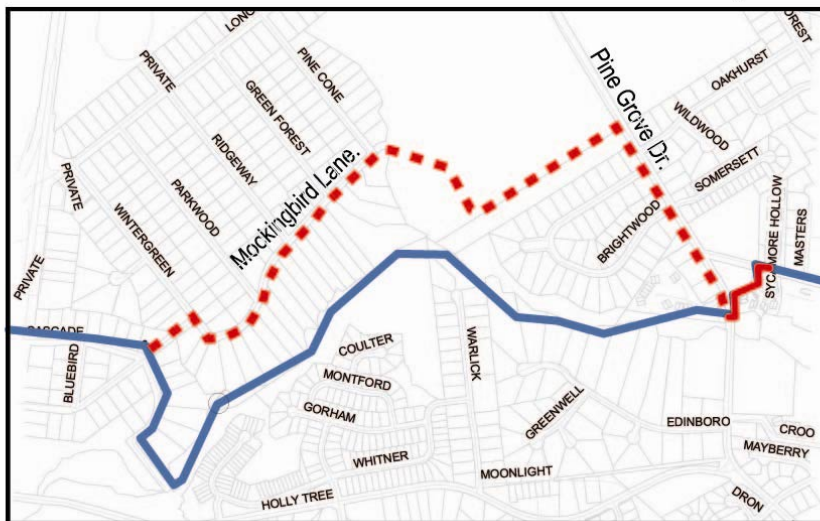 LONG
FOREST
PINE CONE
PRIVATE
OAKHURST
GREEN FOREST
Pine Grove Dr.
WILDWOOD
RIDGEWAY
SOMERSETT
PRIVATE
Mockingbird Lane.
PARKWOOD
WINTERGREEN
BRIGHTWOOD
SYCAMORE HOLLOW
MASTERS
PRIVATE
CASCADE
BLUEBIRD
COULTER
WARLICK
MONTFORD
GORHAM
GREENWELL
EDINBORO
CROO
MAYBERRY
WHITNER
MOONLIGHT
HOLLY TREE
DRON